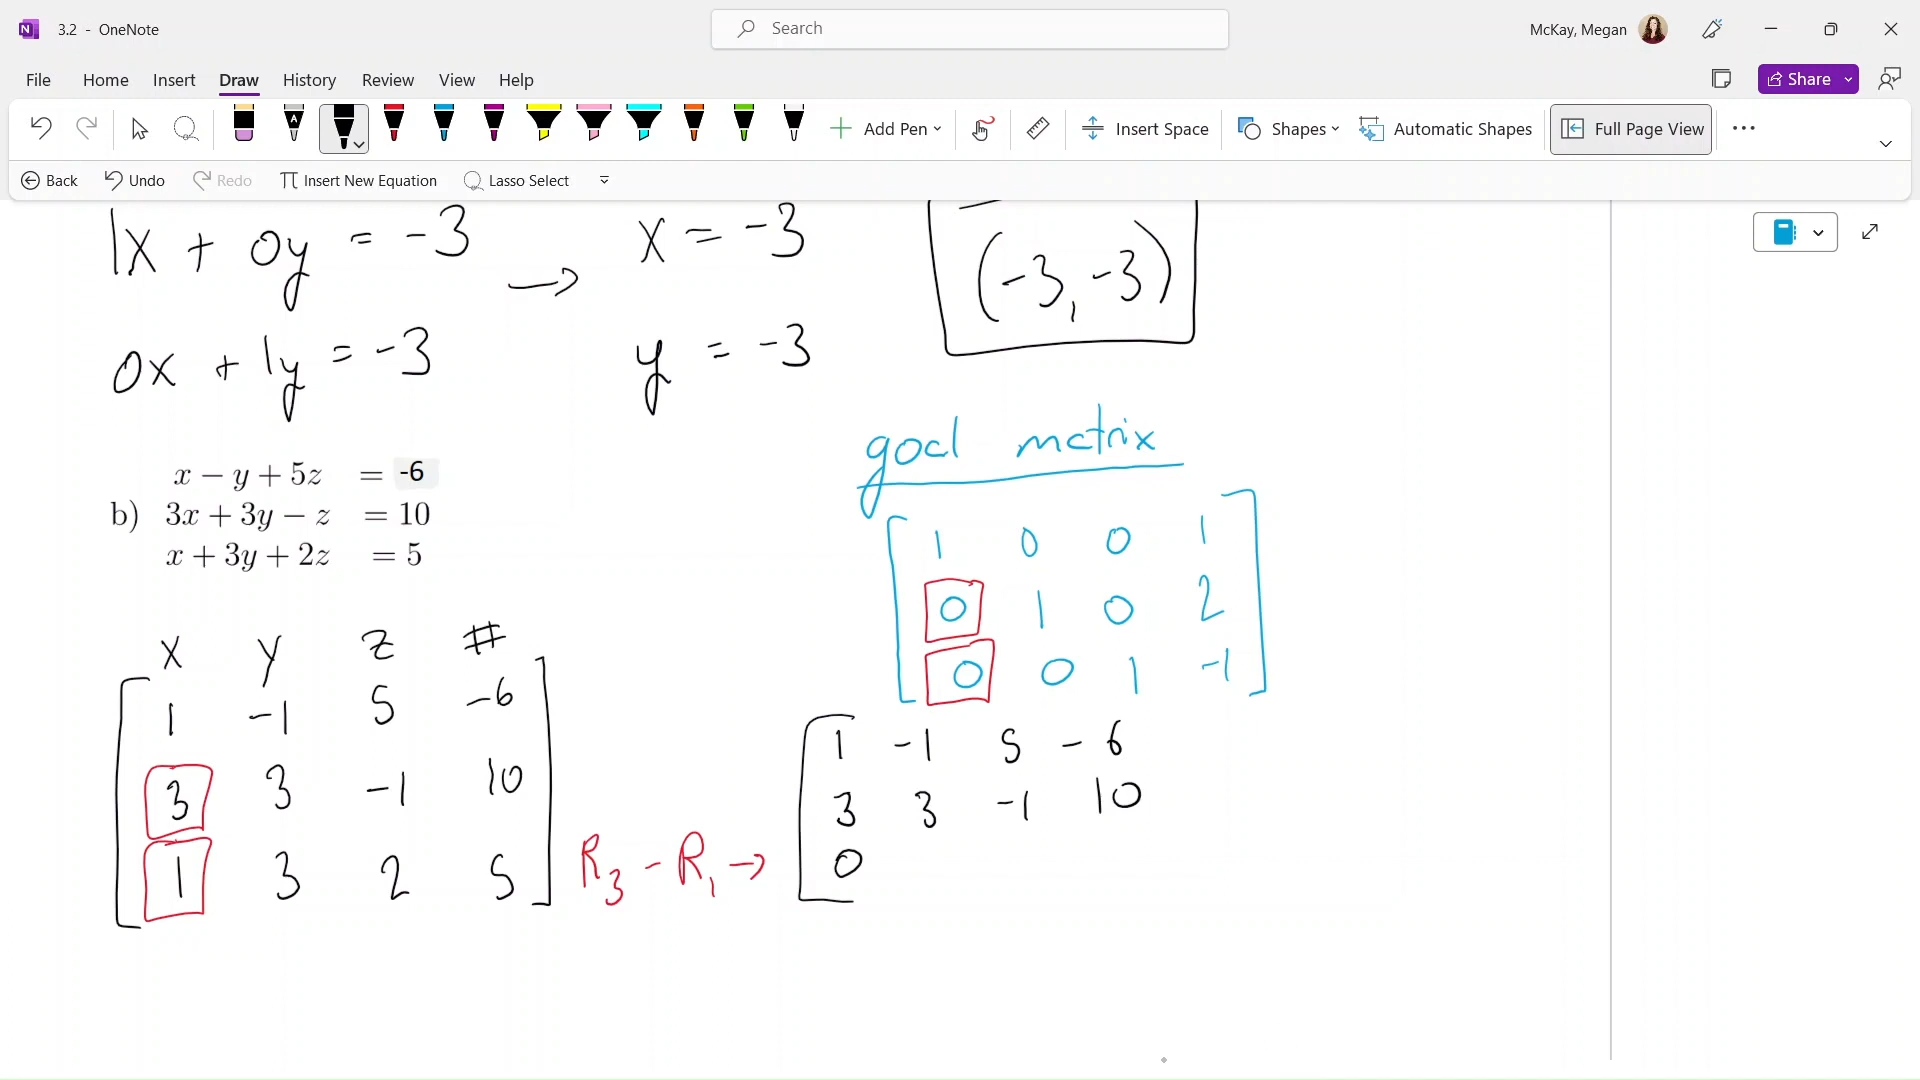 3.2 - OneNote
Search
McKay, Megan
File Home Insert Draw History Review View Help
Share
A
Add Pen
Insert Space
Shapes
Automatic Shapes
Full Page View
Back Undo Redo Insert New Equation Lasso Select
1x + 0y = -3 → x = -3
(-3, -3)
0x + 1y = -3 y = -3
goal matrix
x − y + 5z = -6
b) 3x + 3y − z = 10
x + 3y + 2z = 5
1 0 0 1
0 1 0 2
0 0 1 -1
X Y Z #
1 -1 5 -6
3 3 -1 10
1 3 2 5
R3 - R1 →
1 -1 5 -6
3 3 -1 10
0